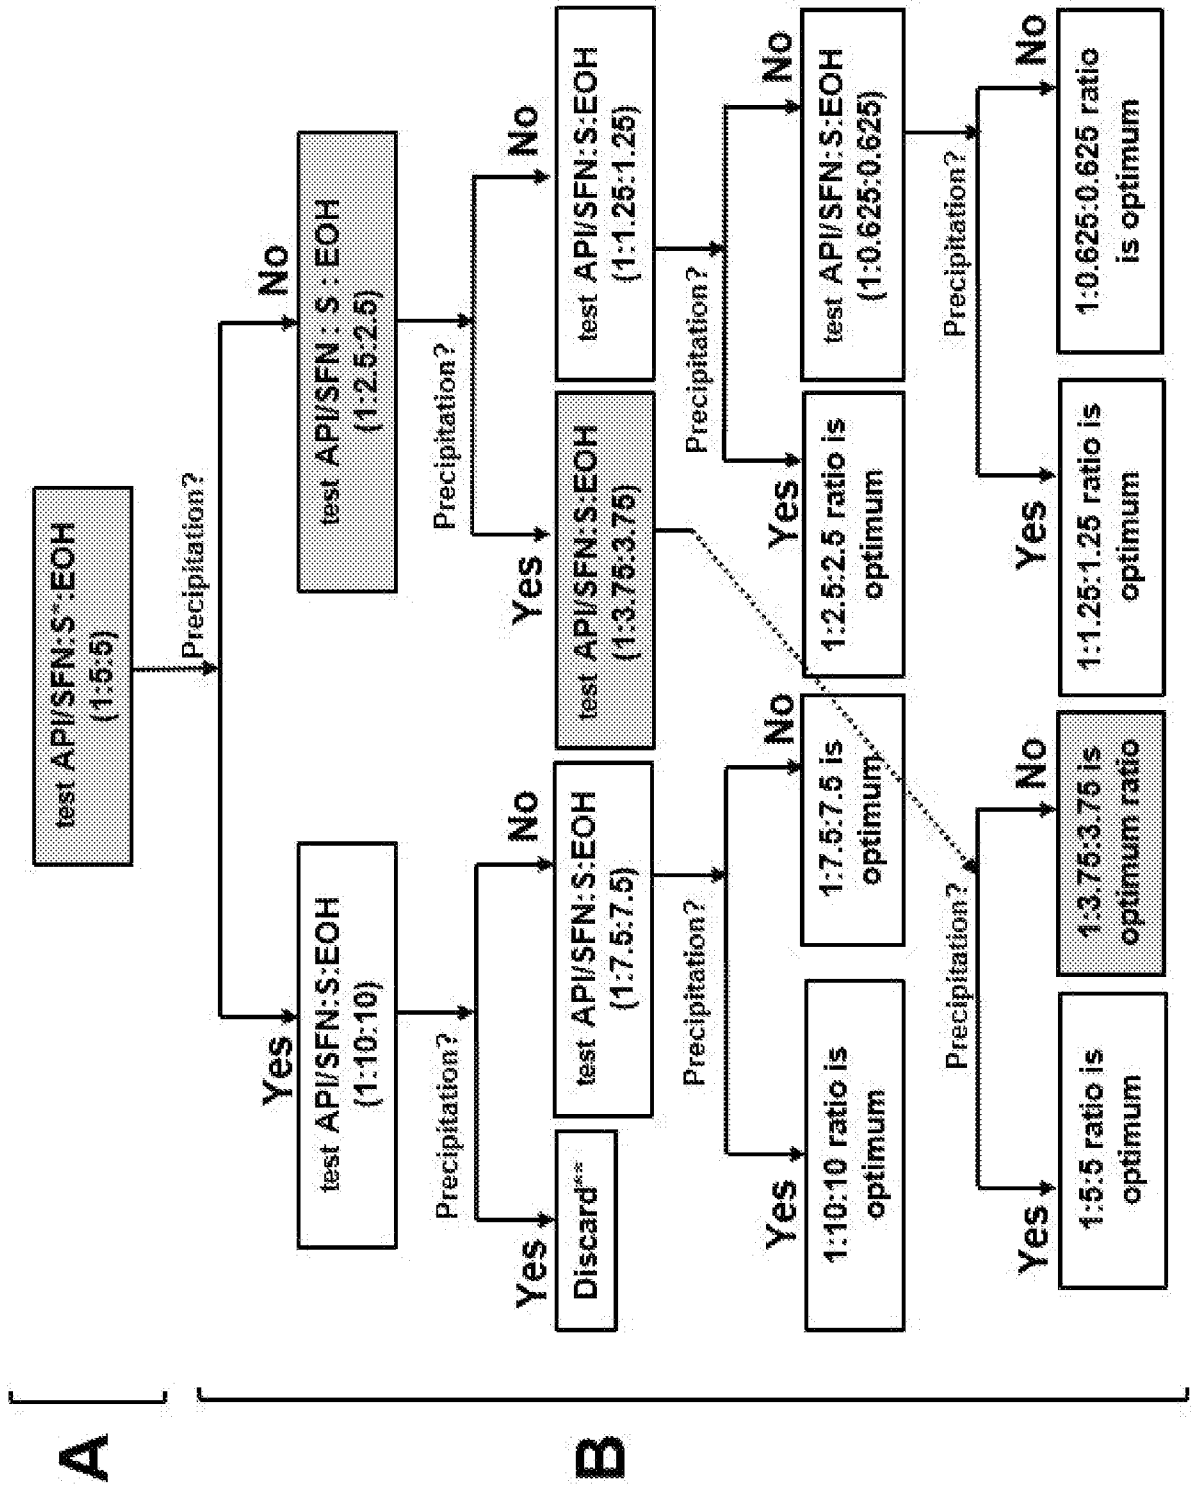 A
test API/SFN::S*:EOH
(1:5:5)
Precipitation?
B
Yes
No
test API/SFN::S::EOH
(1:10:10)
test API/SFN::S::EOH
(1:2.5:2.5)
Precipitation?
Precipitation?
Yes
No
Yes
No
Discard**
test API/SFN:S:EOH
(1:7.5:7.5)
test API/SFN:S:EOH
(1:3.75:3.75)
test API/SFN:S:EOH
(1:1.25:1.25)
Precipitation?
Precipitation?
Yes
No
Yes
No
1:10:10 ratio is
optimum
1:7.5:7.5 is
optimum
1:2.5:2.5 ratio is
optimum
test API/SFN:S:EOH
(1:0.625:0.625)
Precipitation?
Precipitation?
Yes
No
Yes
No
1:5:5 ratio is
optimum
1:3.75:3.75 is
optimum ratio
1:1.25:1.25 ratio is
optimum
1:0.625:0.625 ratio
is optimum